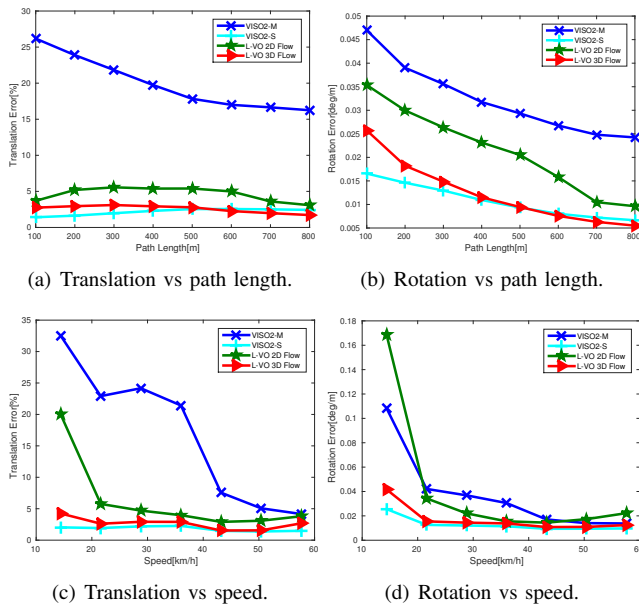 30
25
20
15
10
5
0
100 200 300 400 500 600 700 800
Translation Error[%]
Path Length[m]
VISO2-M
VISO2-S
L-VO 2D Flow
L-VO 3D FLow
(a) Translation vs path length.
0.05
0.045
0.04
0.035
0.03
0.025
0.02
0.015
0.01
0.005
100 200 300 400 500 600 700 800
Rotation Error[deg/m]
Path Length[m]
VISO2-M
VISO2-S
L-VO 2D Flow
L-VO 3D Flow
(b) Rotation vs path length.
35
30
25
20
15
10
5
0
10 20 30 40 50 60
Translation Error[%]
Speed[km/h]
VISO2-M
VISO2-S
L-VO 2D Flow
L-VO 3D Flow
(c) Translation vs speed.
0.18
0.16
0.14
0.12
0.1
0.08
0.06
0.04
0.02
0
10 20 30 40 50 60
Rotation Error[deg/m]
Speed[km/h]
VISO2-M
VISO2-S
L-VO 2D Flow
L-VO 3D Flow
(d) Rotation vs speed.